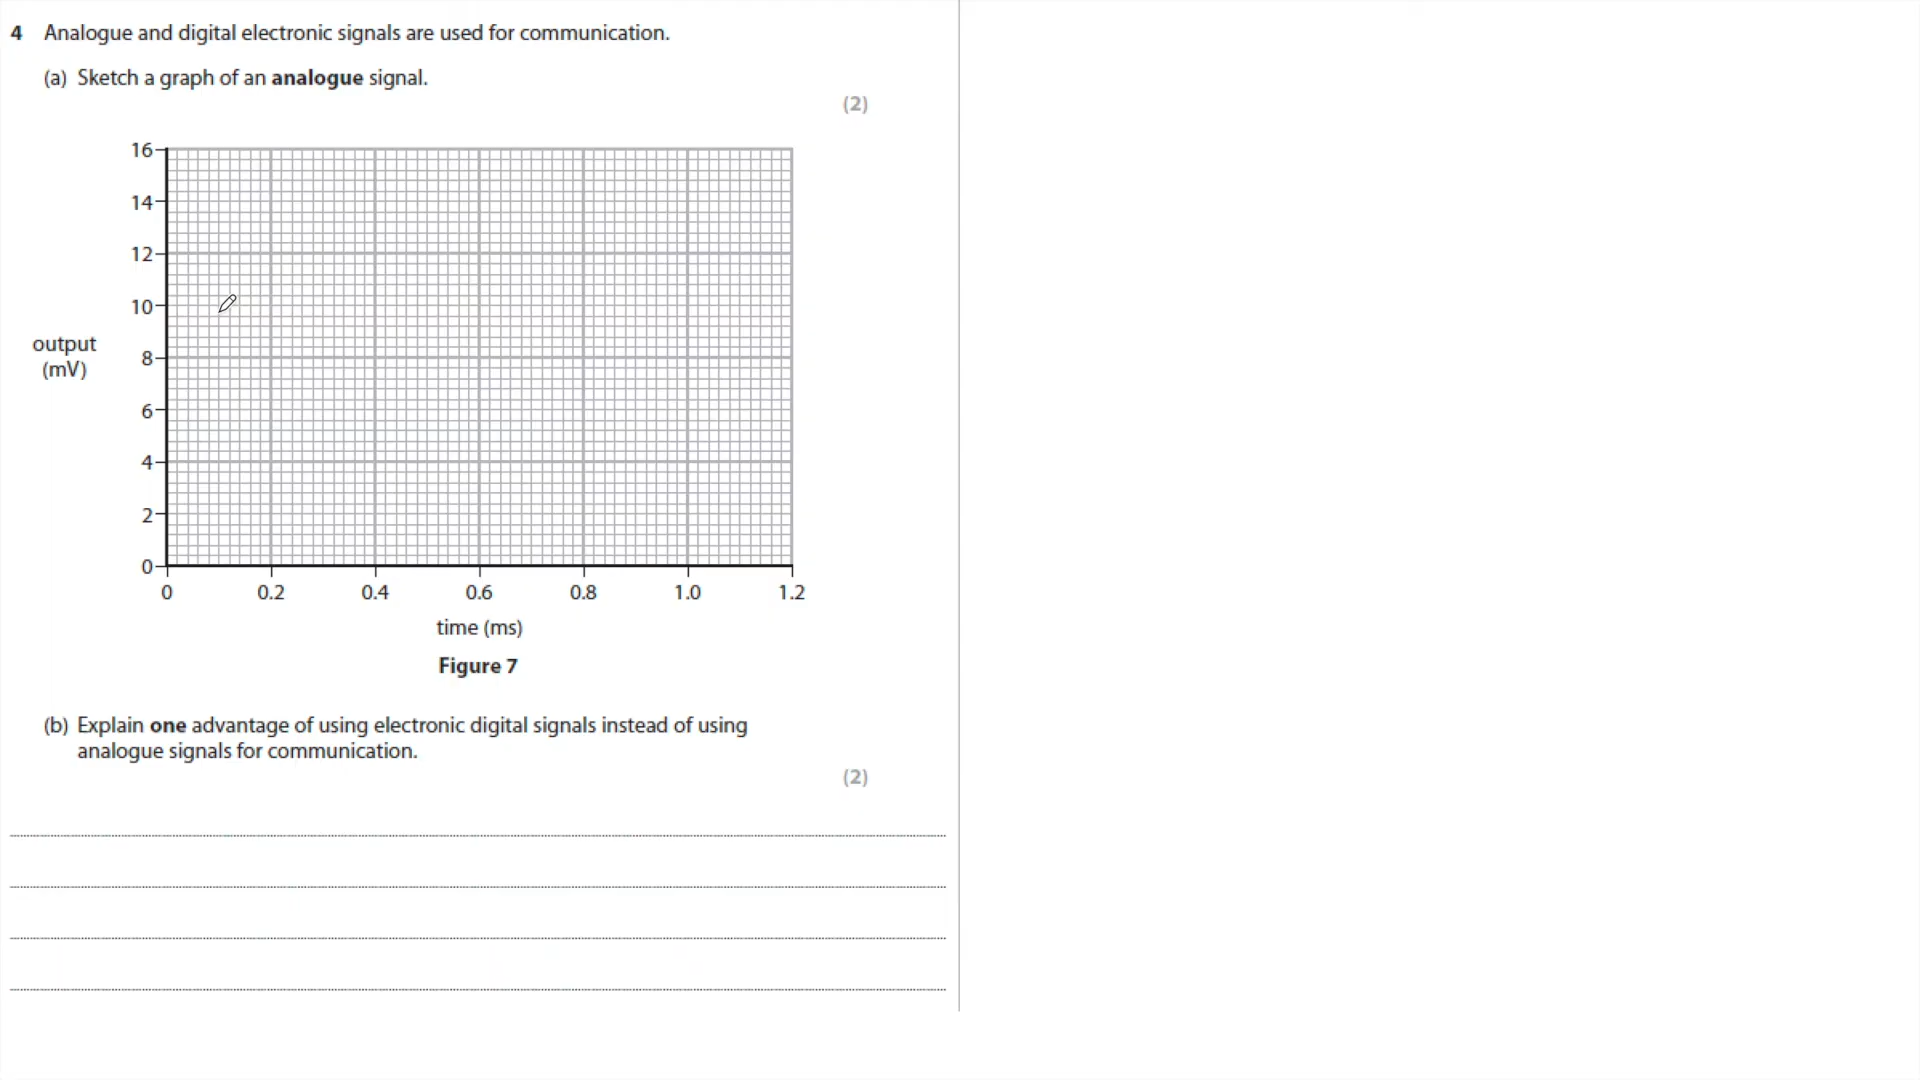 4 Analogue and digital electronic signals are used for communication.
(a) Sketch a graph of an analogue signal.
(2)
16
14
12
10
8
6
4
2
0
output
(mV)
0 0.2 0.4 0.6 0.8 1.0 1.2
time (ms)
Figure 7
(b) Explain one advantage of using electronic digital signals instead of using
analogue signals for communication.
(2)